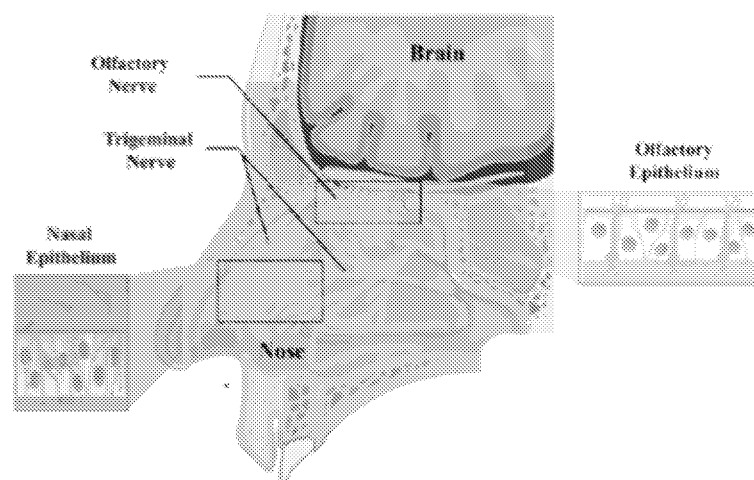 Brain
Olfactory
Nerve
Trigeminal
Nerve
Olfactory
Epithelium
Nasal
Epithelium
Nose